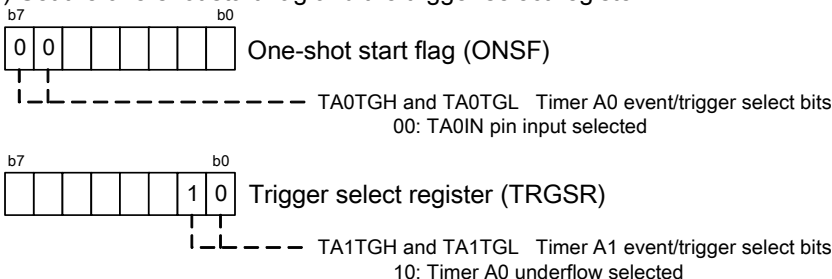 b7 b0
0 0 One-shot start flag (ONSF)
TA0TGH and TA0TGL Timer A0 event/trigger select bits
00: TA0IN pin input selected
b7 b0
1 0 Trigger select register (TRGSR)
TA1TGH and TA1TGL Timer A1 event/trigger select bits
10: Timer A0 underflow selected